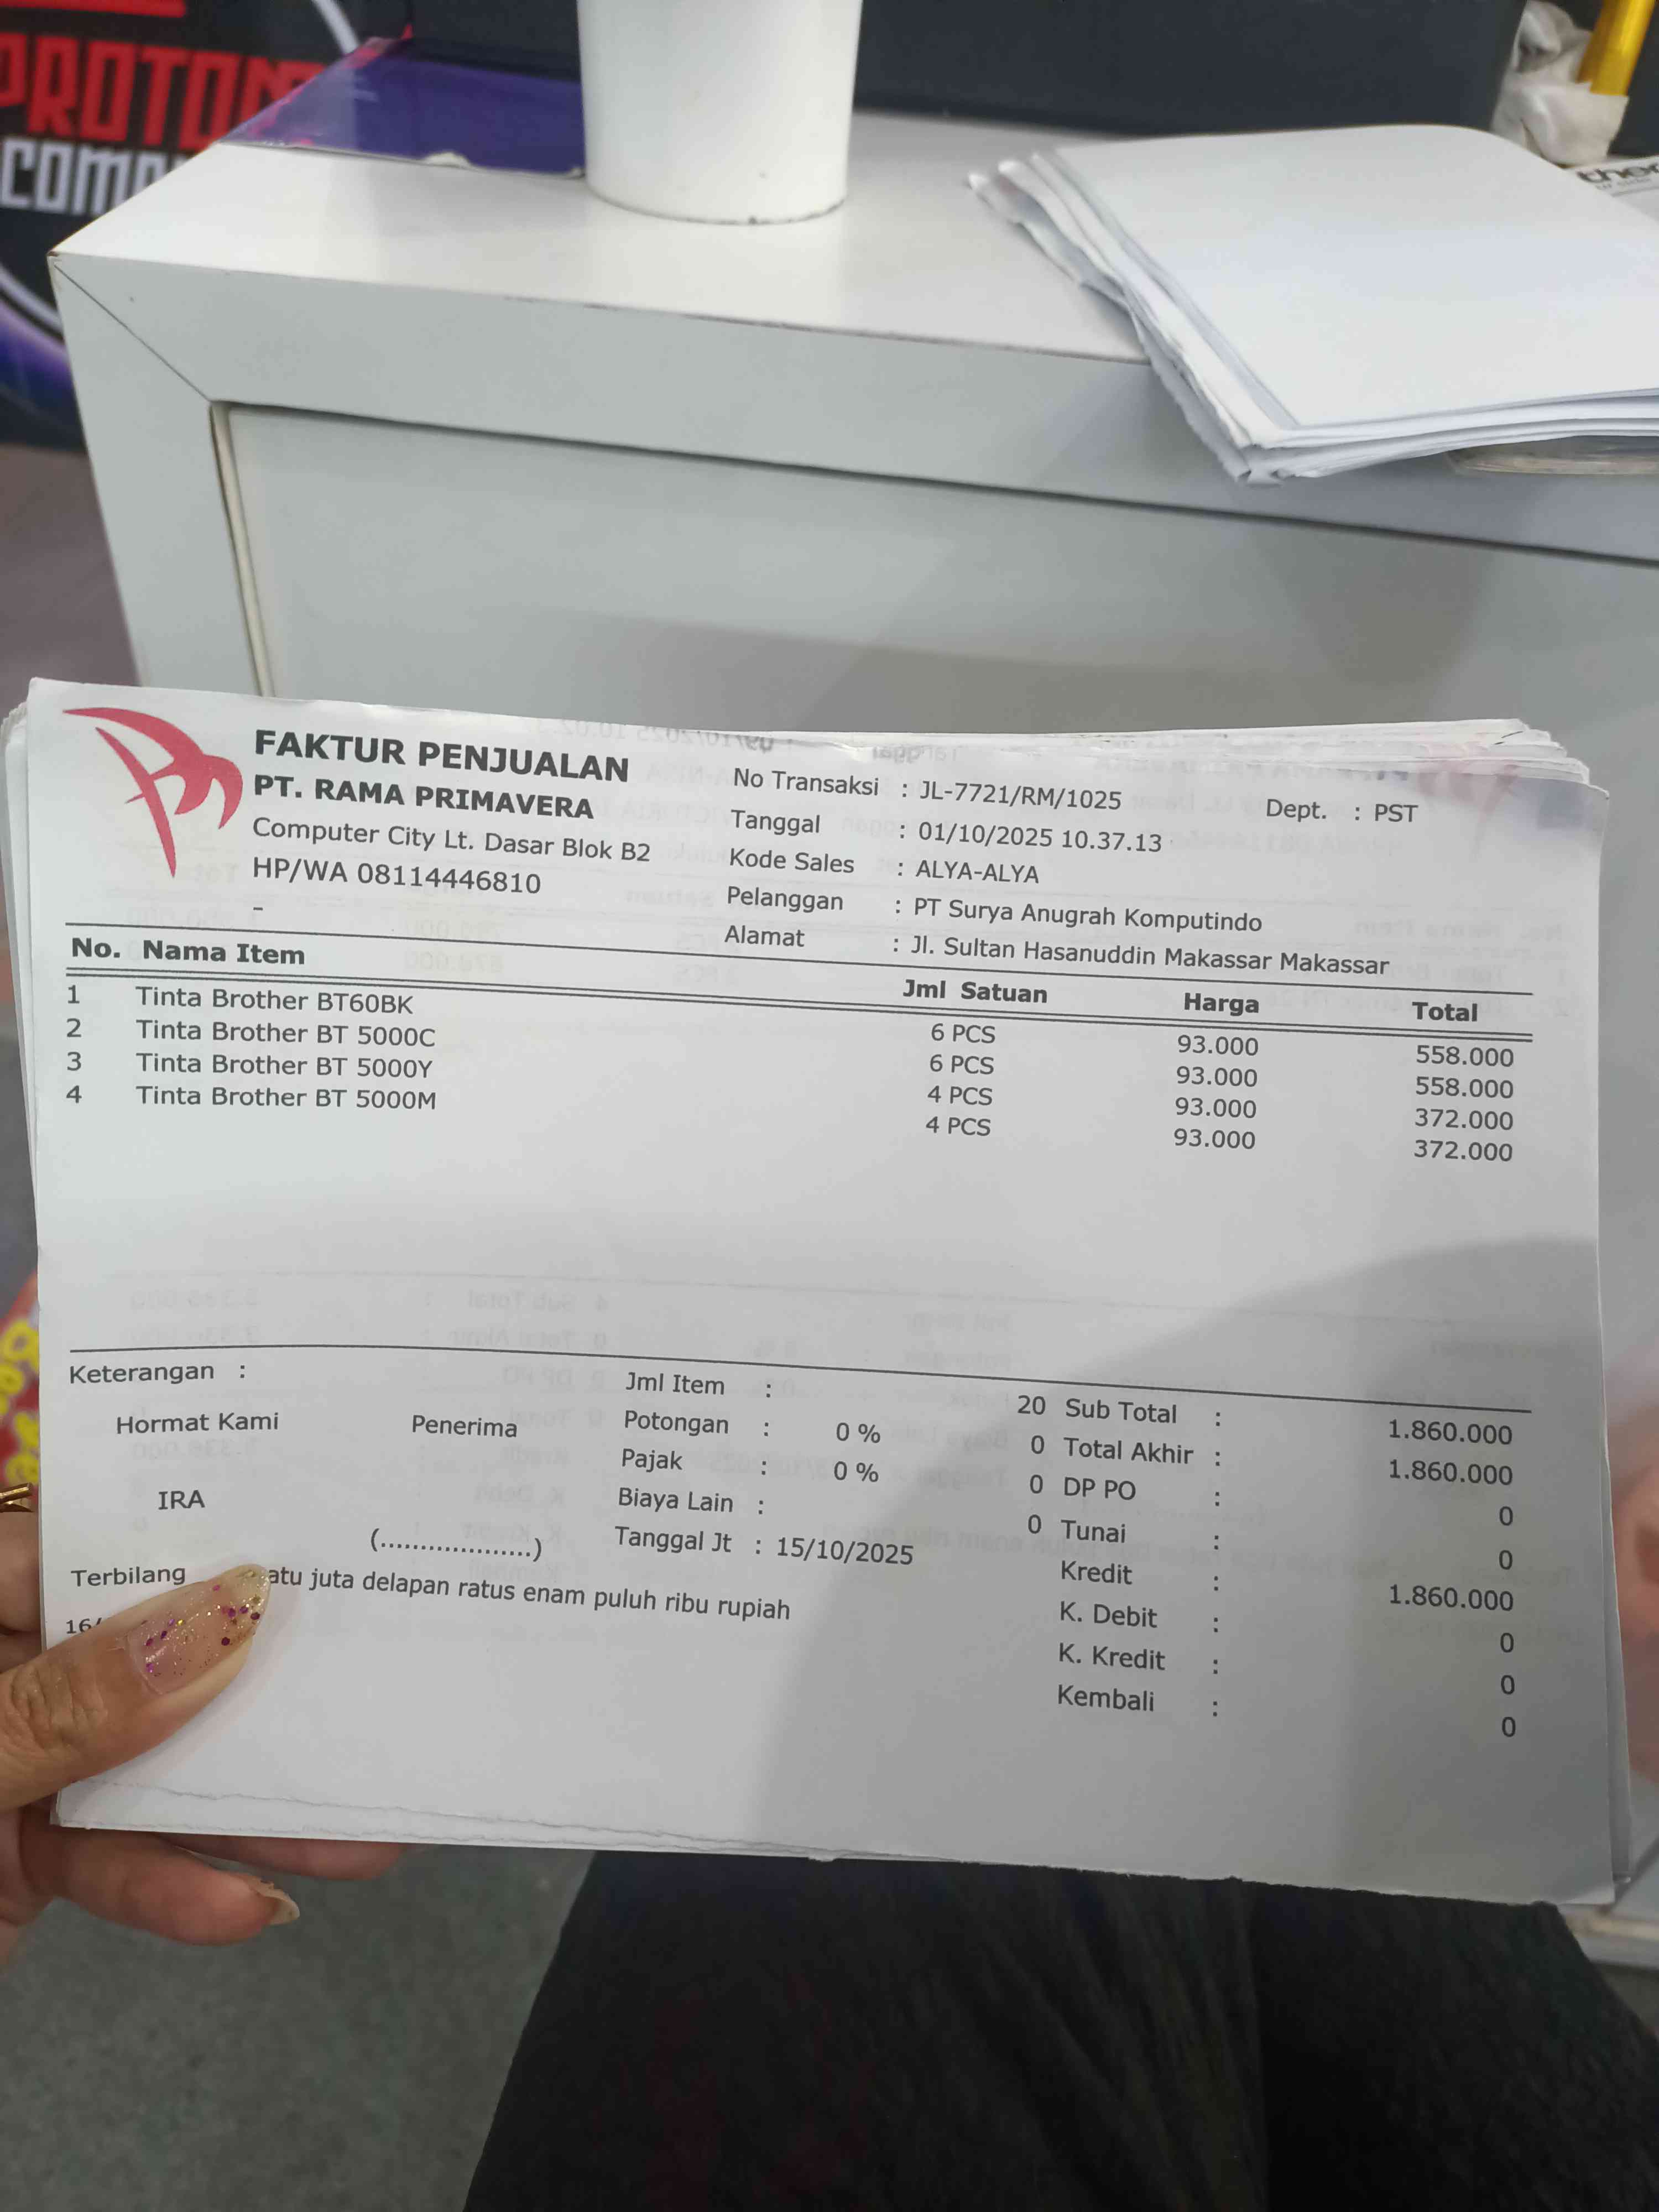 PROTON
COMP
ther
FAKTUR PENJUALAN
PT. RAMA PRIMAVERA
Computer City Lt. Dasar Blok B2
HP/WA 08114446810
-
No Transaksi : JL-7721/RM/1025 Dept. : PST
Tanggal : 01/10/2025 10.37.13
Kode Sales : ALYA-ALYA
Pelanggan : PT Surya Anugrah Komputindo
Alamat : Jl. Sultan Hasanuddin Makassar Makassar
No. Nama Item Jml Satuan Harga Total
1 Tinta Brother BT60BK 6 PCS 93.000 558.000
2 Tinta Brother BT 5000C 6 PCS 93.000 558.000
3 Tinta Brother BT 5000Y 4 PCS 93.000 372.000
4 Tinta Brother BT 5000M 4 PCS 93.000 372.000
Keterangan : Jml Item : 20 Sub Total : 1.860.000
Hormat Kami Penerima Potongan : 0 % 0 Total Akhir : 1.860.000
Pajak : 0 % 0 DP PO : 0
IRA Biaya Lain : 0 Tunai : 0
(...................) Tanggal Jt : 15/10/2025 Kredit : 1.860.000
Terbilang atu juta delapan ratus enam puluh ribu rupiah K. Debit : 0
16/ K. Kredit : 0
Kembali : 0